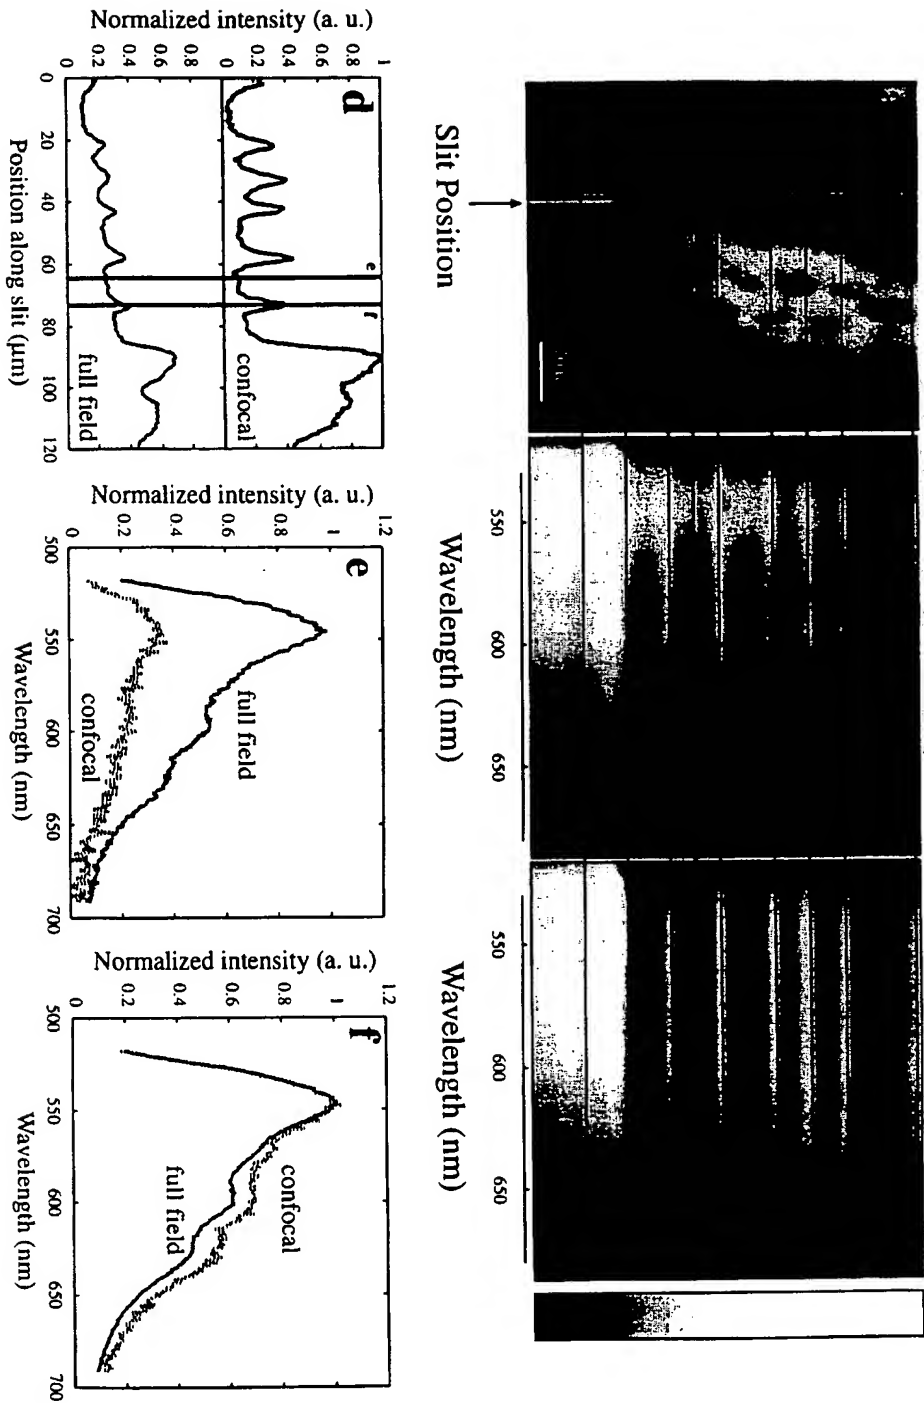 Slit Position
550
600
650
Wavelength (nm)
550
600
650
Wavelength (nm)
d
Normalized intensity (a. u.)
1
0.8
0.6
0.4
0.2
0
confocal
0.8
0.6
0.4
0.2
0
full field
e
f
0
20
40
60
80
100
120
Position along slit (μm)
e
Normalized intensity (a. u.)
1.2
1
0.8
0.6
0.4
0.2
0
full field
confocal
500
550
600
650
700
Wavelength (nm)
f
Normalized intensity (a. u.)
1.2
1
0.8
0.6
0.4
0.2
0
confocal
full field
500
550
600
650
700
Wavelength (nm)